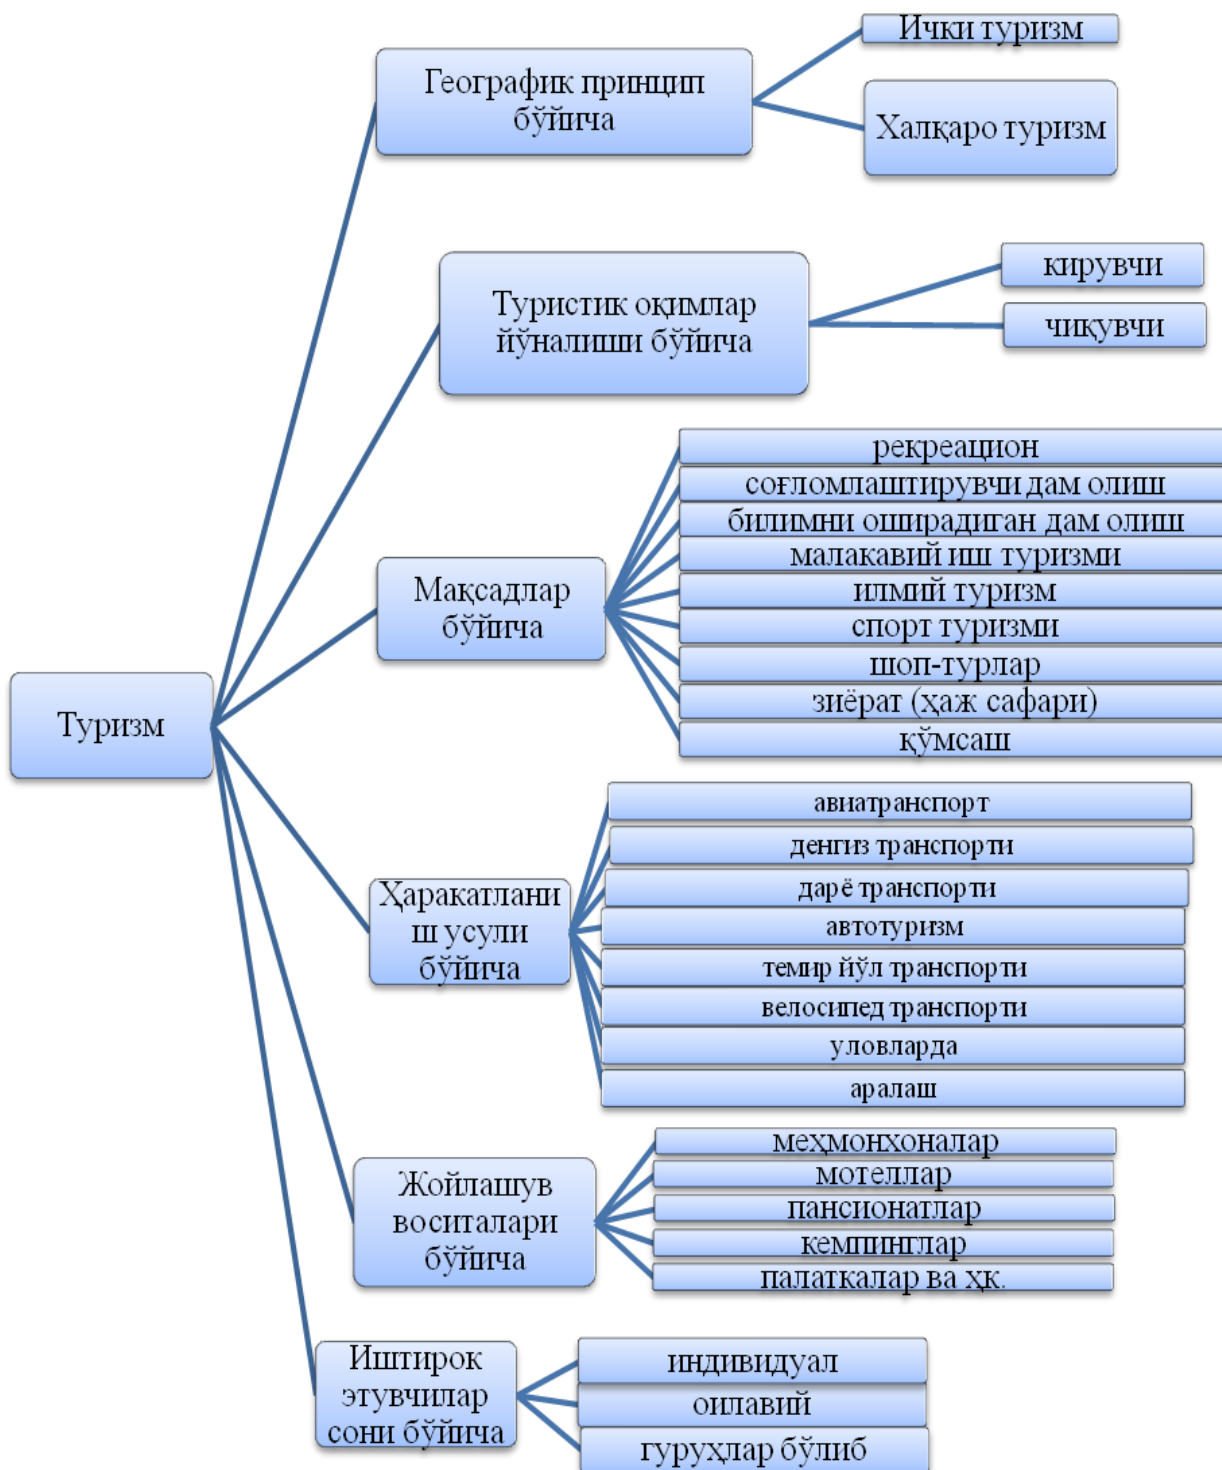 Ички туризм
Географик принцип
бўйича
Халқаро туризм
кирувчи
Туристик оқимлар
йўналиши бўйича
чиқувчи
рекреацион
соғломлаштирувчи дам олиш
билимни оширадиган дам олиш
малакавий иш туризми
илмий туризм
Мақсадлар
бўйича
спорт туризми
шоп-турлар
зиёрат (ҳаж сафари)
қўмсаш
Туризм
авиатранспорт
денгиз транспорти
дарё транспорти
Ҳаракатлани
ш усули
бўйича
автотуризм
темир йўл транспорти
велосипед транспорти
уловларда
аралаш
меҳмонхоналар
мотеллар
Жойлашув
воситалари
бўйича
пансионатлар
кемпинглар
палаткалар ва ҳк.
Иштирок
этувчилар
сони бўйича
индивидуал
оилавий
гуруҳлар бўлиб